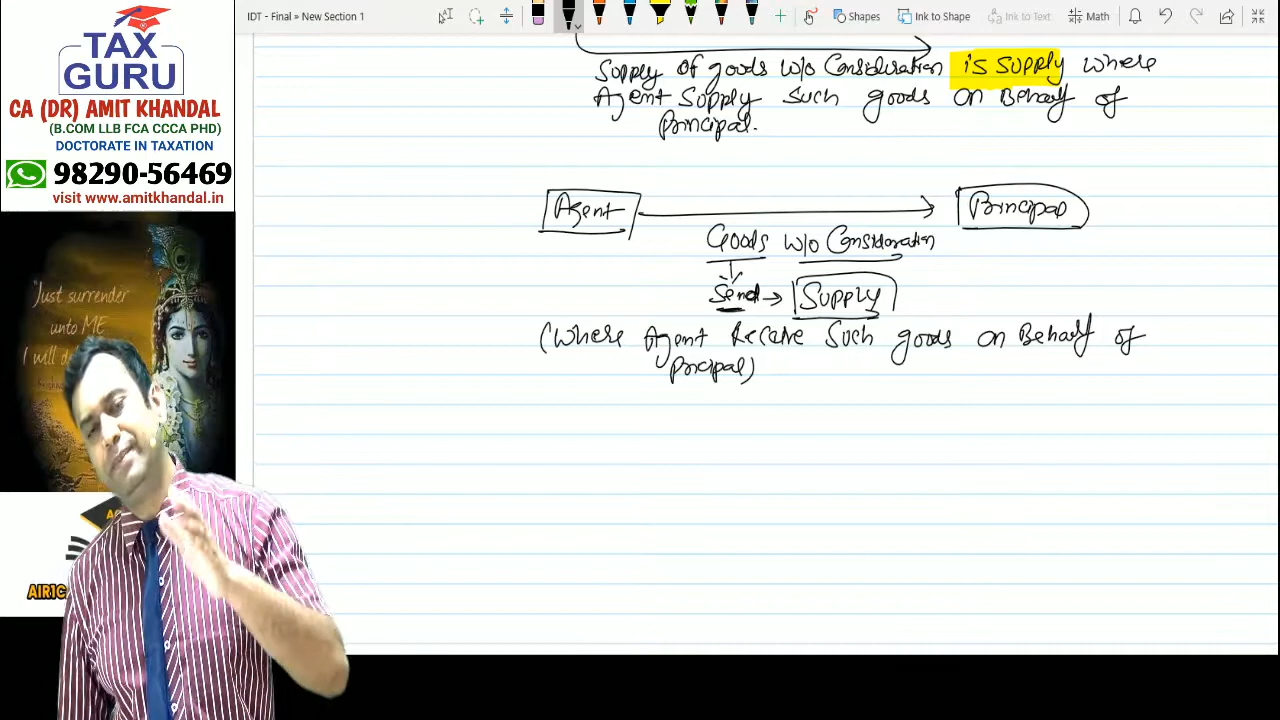 TAX
GURU
CA (DR) AMIT KHANDAL
(B.COM LLB FCA CCCA PHD)
DOCTORATE IN TAXATION
98290-56469
visit www.amitkhandal.in
"Just surrender
unto ME
I will d
AIR1C
IDT - Final » New Section 1
Shapes
Ink to Shape
Ink to Text
Math
Supply of goods w/o Consideration is supply where
Agent Supply Such goods on Behalf of
Principal.
Agent
Principal
Goods w/o Consideration
Send → Supply
(Where Agent Receive Such goods on Behalf of
Principal)